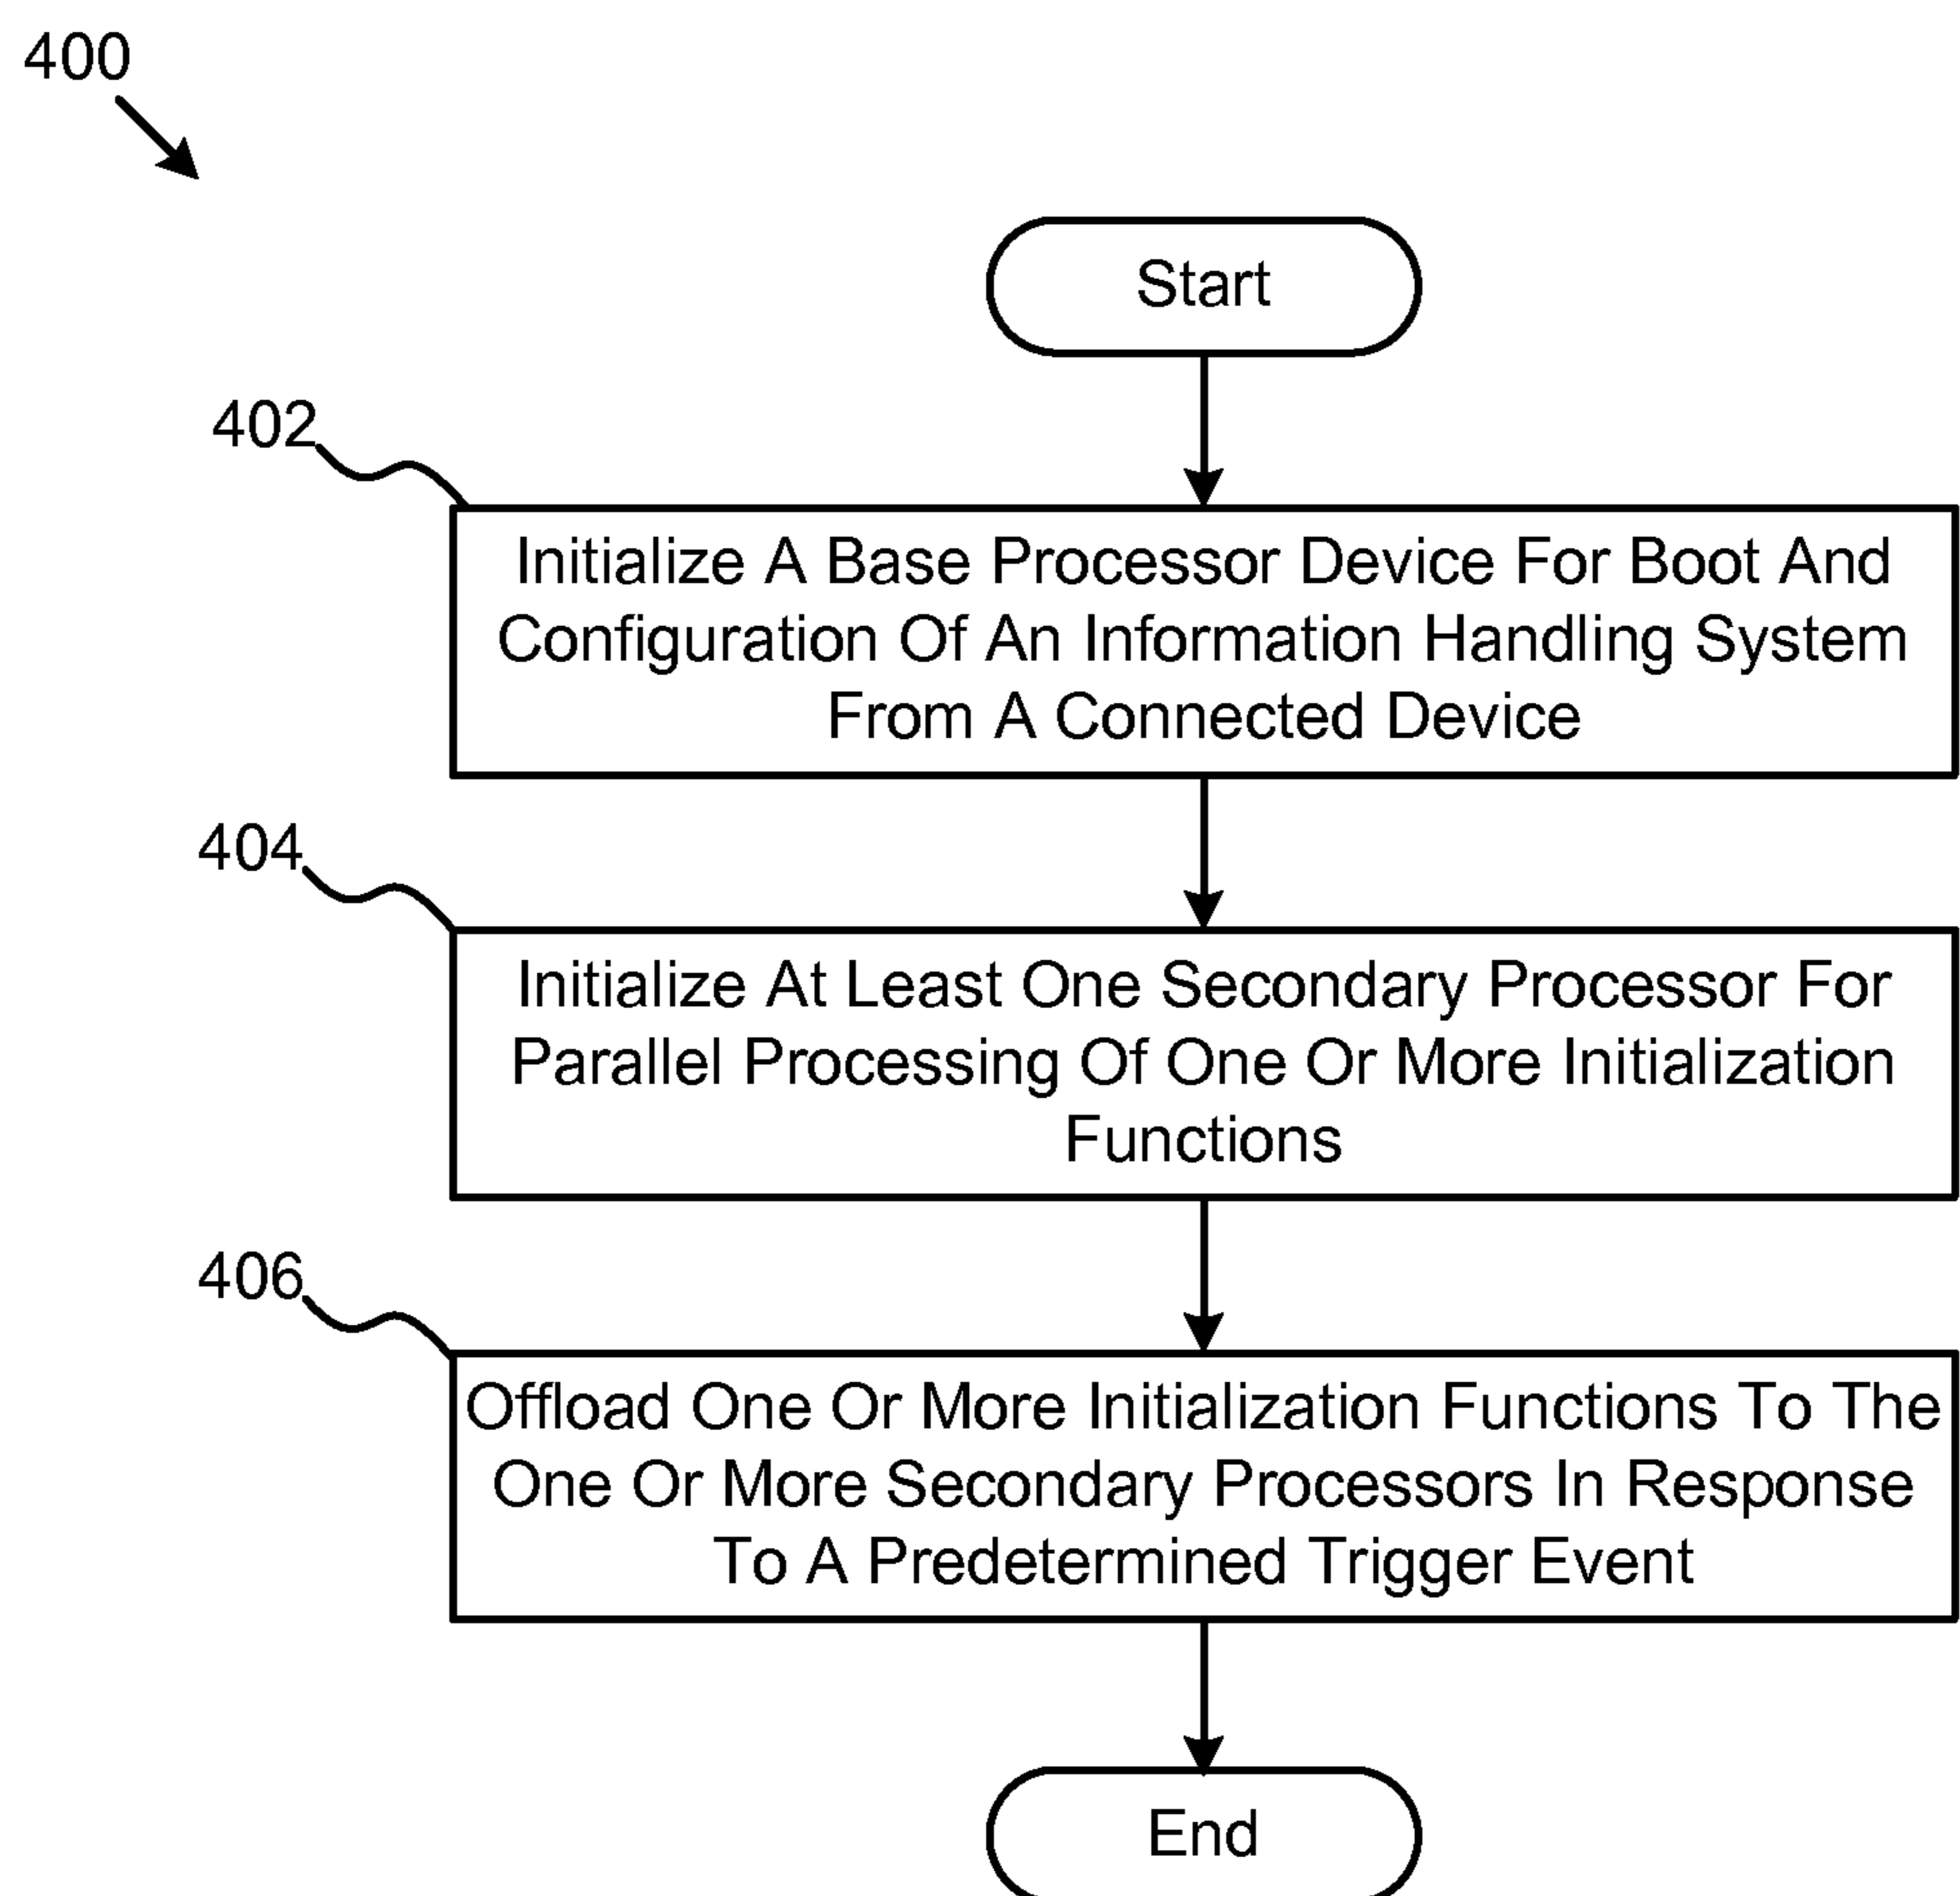 400
Start
402
Initialize A Base Processor Device For Boot And
Configuration Of An Information Handling System
From A Connected Device
404
Initialize At Least One Secondary Processor For
Parallel Processing Of One Or More Initialization
Functions
406
Offload One Or More Initialization Functions To The
One Or More Secondary Processors In Response
To A Predetermined Trigger Event
End